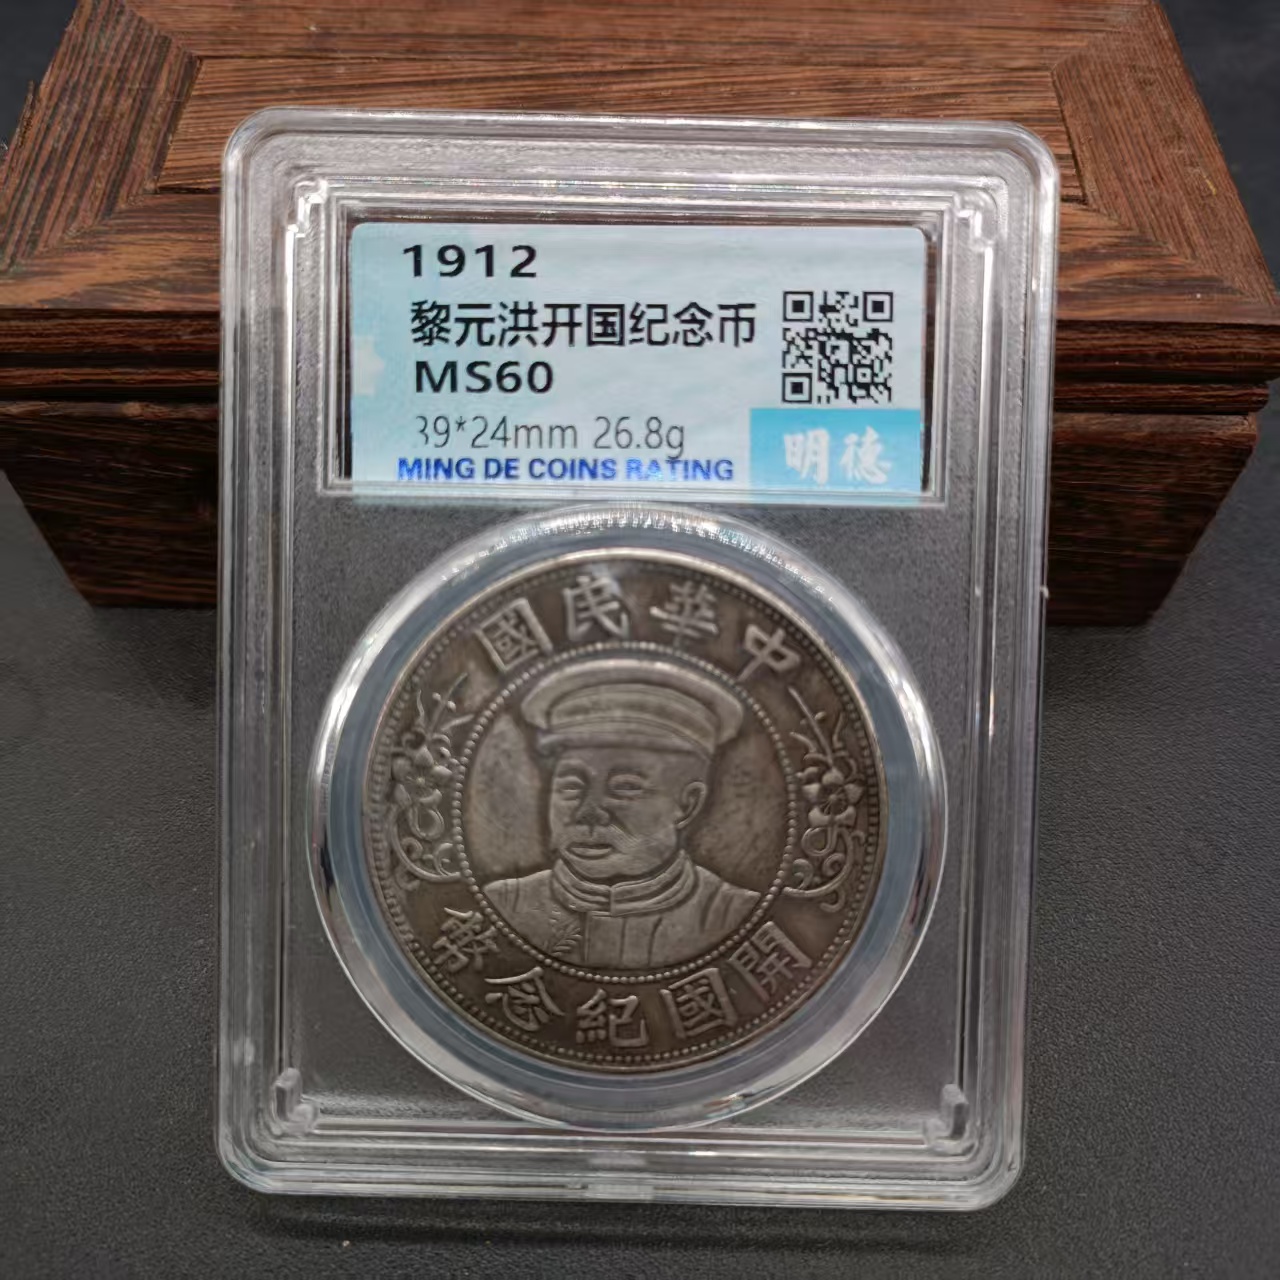 1912
黎元洪开国纪念币
MS60
39*24mm 26.8g
MING DE COINS RATING
明德
國民華中
幣念紀國開